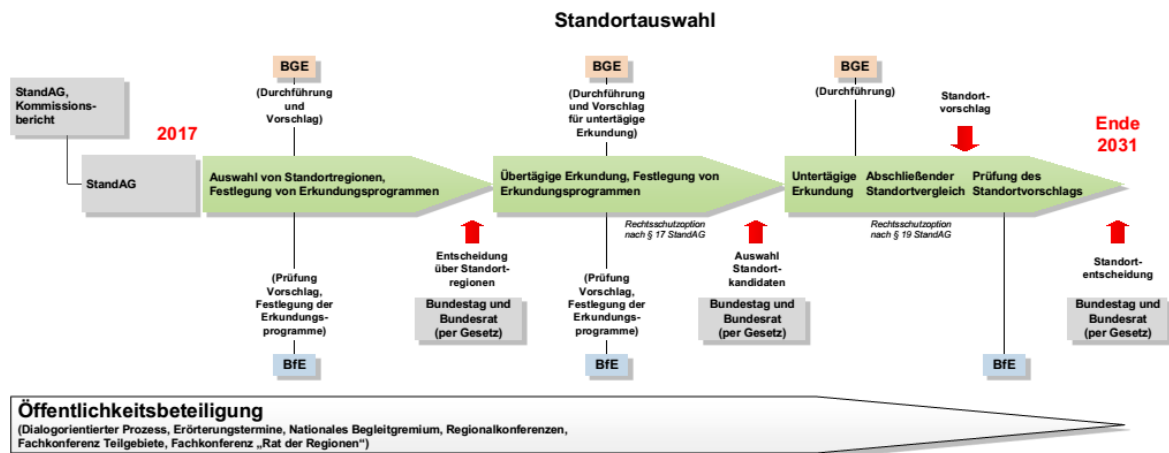 Standortauswahl
StandAG,
Kommissions-
bericht
StandAG
2017
BGE
(Durchführung
und
Vorschlag)
Auswahl von Standortregionen,
Festlegung von Erkundungsprogrammen
(Prüfung
Vorschlag,
Festlegung der
Erkundungs-
programme)
BfE
Entscheidung
über Standort-
regionen
Bundestag und
Bundesrat
(per Gesetz)
BGE
(Durchführung
und Vorschlag
für untertägige
Erkundung)
Übertägige Erkundung, Festlegung von
Erkundungsprogrammen
Rechtsschutzoption
nach § 17 StandAG
(Prüfung
Vorschlag,
Festlegung der
Erkundungs-
programme)
BfE
Auswahl
Standort-
kandidaten
Bundestag und
Bundesrat
(per Gesetz)
BGE
(Durchführung)
Standort-
vorschlag
Ende
2031
Untertägige
Erkundung
Abschließender
Standortvergleich
Prüfung des
Standortvorschlags
Rechtsschutzoption
nach § 19 StandAG
BfE
Standort-
entscheidung
Bundestag und
Bundesrat
(per Gesetz)
Öffentlichkeitsbeteiligung
(Dialogorientierter Prozess, Erörterungstermine, Nationales Begleitgremium, Regionalkonferenzen,
Fachkonferenz Teilgebiete, Fachkonferenz „Rat der Regionen“)